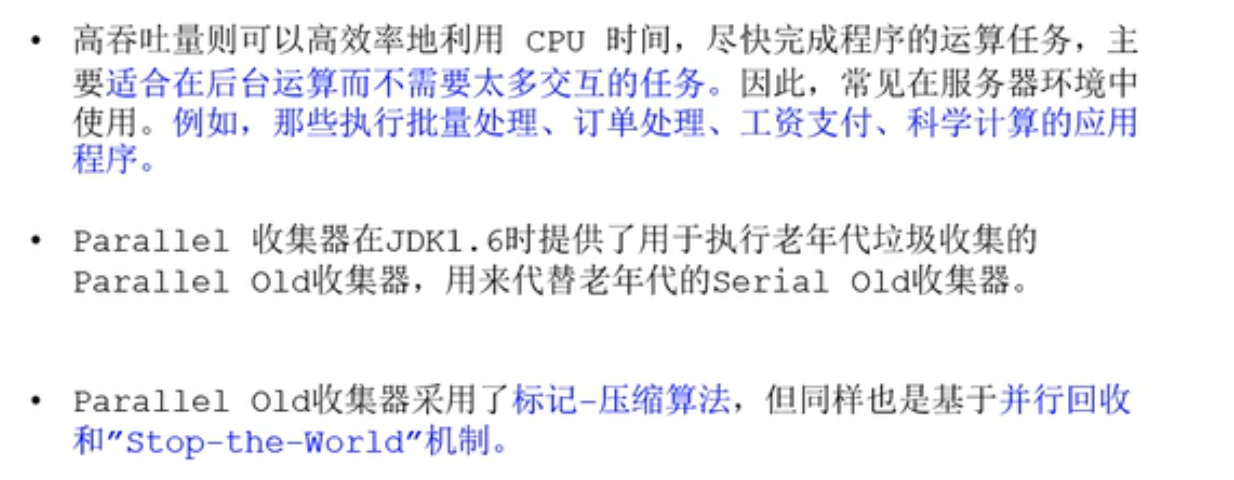 • 高吞吐量则可以高效率地利用 CPU 时间，尽快完成程序的运算任务，主
要适合在后台运算而不需要太多交互的任务。因此，常见在服务器环境中
使用。例如，那些执行批量处理、订单处理、工资支付、科学计算的应用
程序。
• Parallel 收集器在JDK1.6时提供了用于执行老年代垃圾收集的
Parallel Old收集器，用来代替老年代的Serial Old收集器。
• Parallel Old收集器采用了标记-压缩算法，但同样也是基于并行回收
和”Stop-the-World”机制。